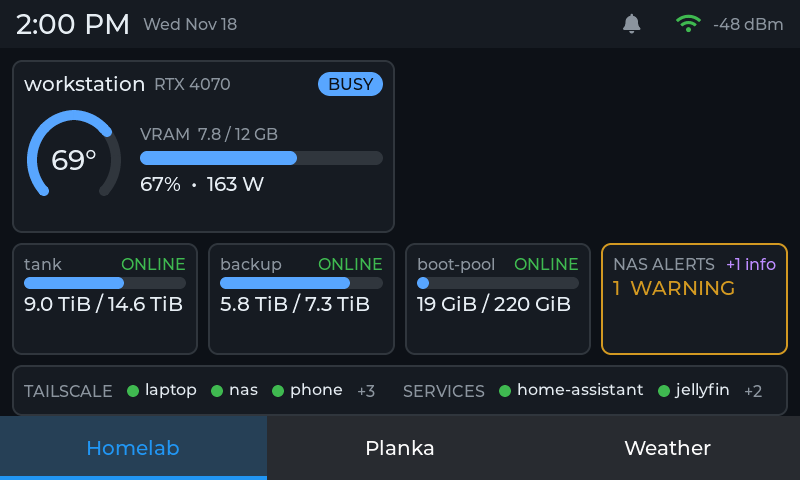 2:00 PM Wed Nov 18 -48 dBm
workstation RTX 4070 BUSY
69°
VRAM 7.8 / 12 GB
67% • 163 W
tank ONLINE
9.0 TiB / 14.6 TiB
backup ONLINE
5.8 TiB / 7.3 TiB
boot-pool ONLINE
19 GiB / 220 GiB
NAS ALERTS +1 info
1 WARNING
TAILSCALE laptop nas phone +3 SERVICES home-assistant jellyfin +2
Homelab Planka Weather